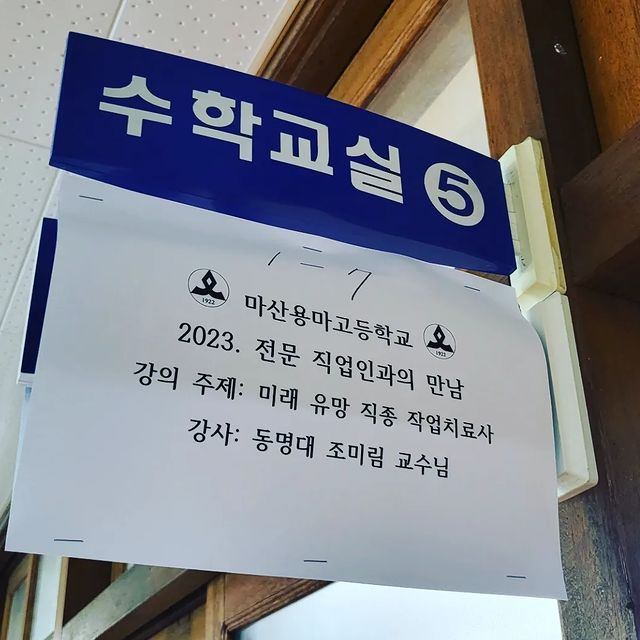 수학교실 5
1-7
마산용마고등학교
1922
1922
2023. 전문 직업인과의 만남
강의 주제: 미래 유망 직종 작업치료사
강사: 동명대 조미림 교수님